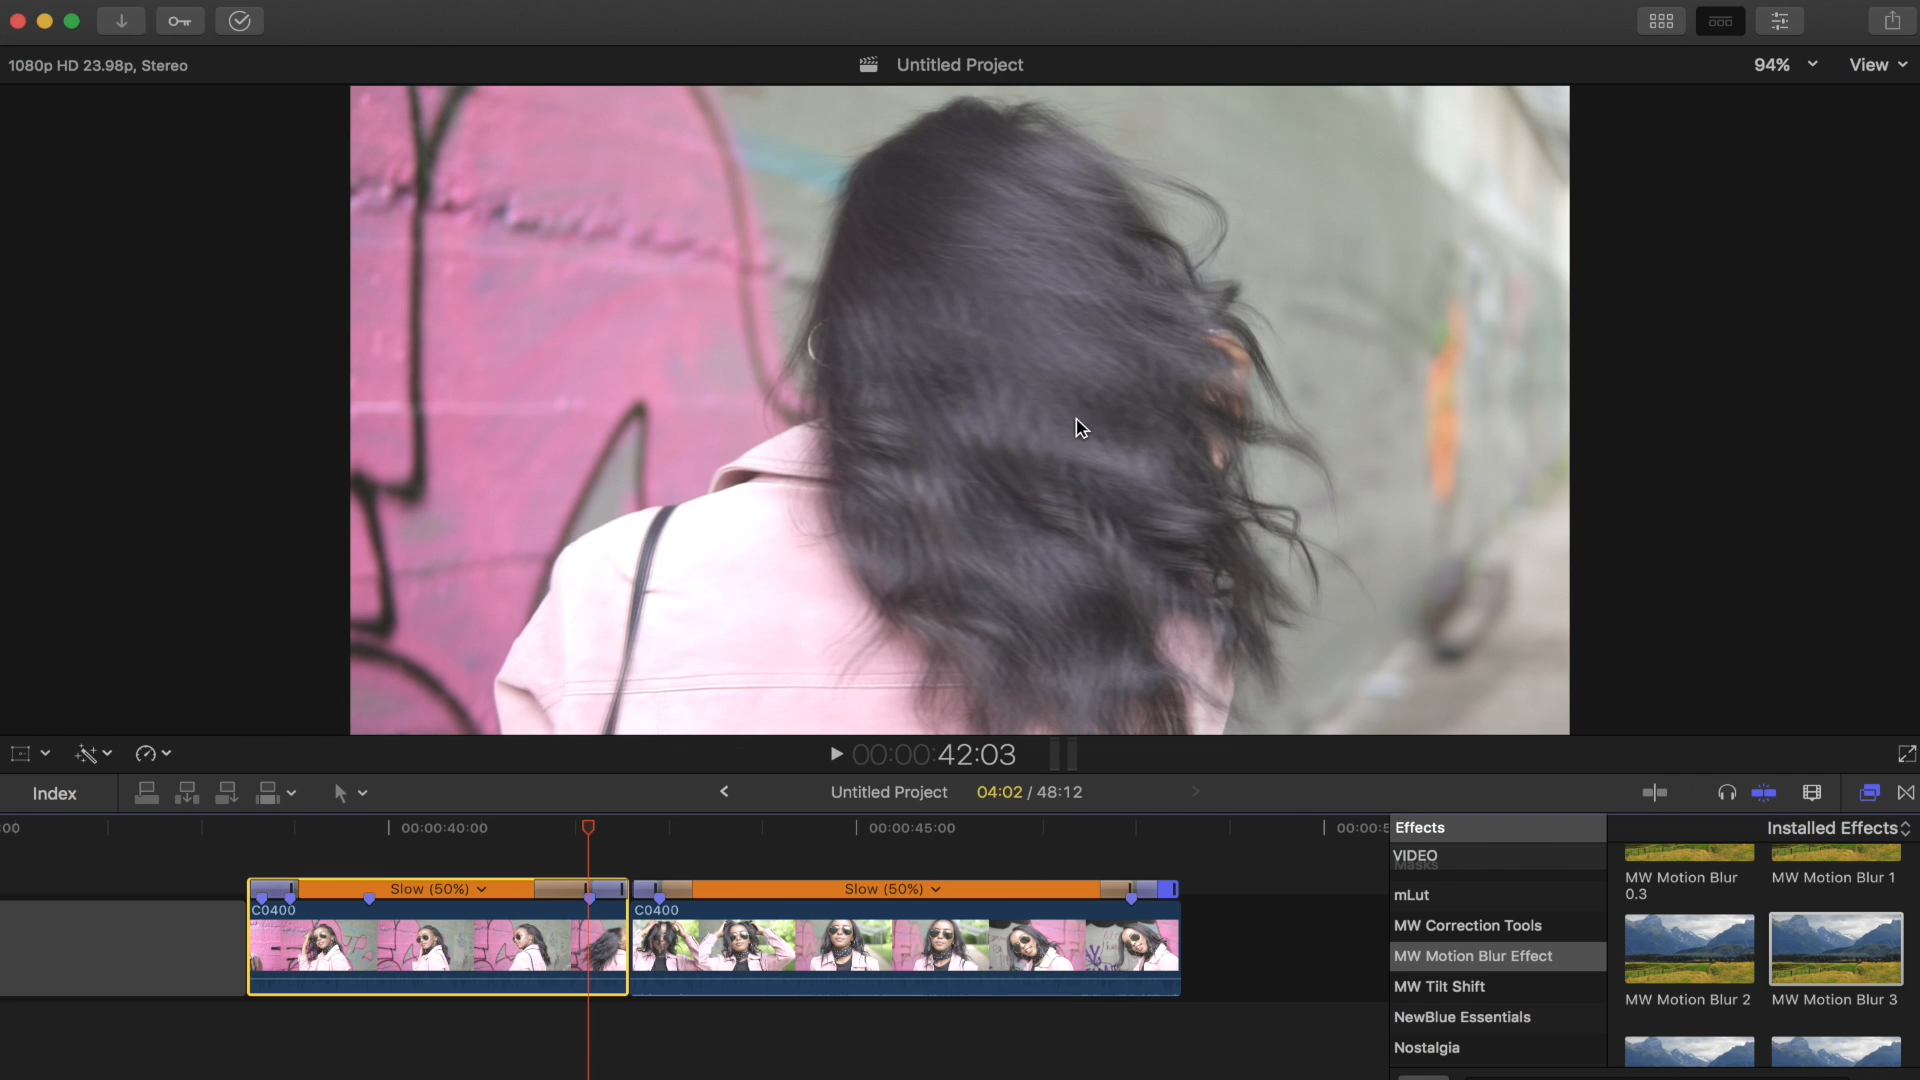 1080p HD 23.98p, Stereo
Untitled Project
94%
View
00:00:42:03
Index
Untitled Project
04:02 / 48:12
:00
00:00:40:00
00:00:45:00
00:00:5
Effects
Installed Effects
VIDEO
Masks
mLut
MW Correction Tools
MW Motion Blur Effect
MW Tilt Shift
NewBlue Essentials
Nostalgia
MW Motion Blur
0.3
MW Motion Blur 1
MW Motion Blur 2
MW Motion Blur 3
Slow (50%)
Slow (50%)
C0400
C0400